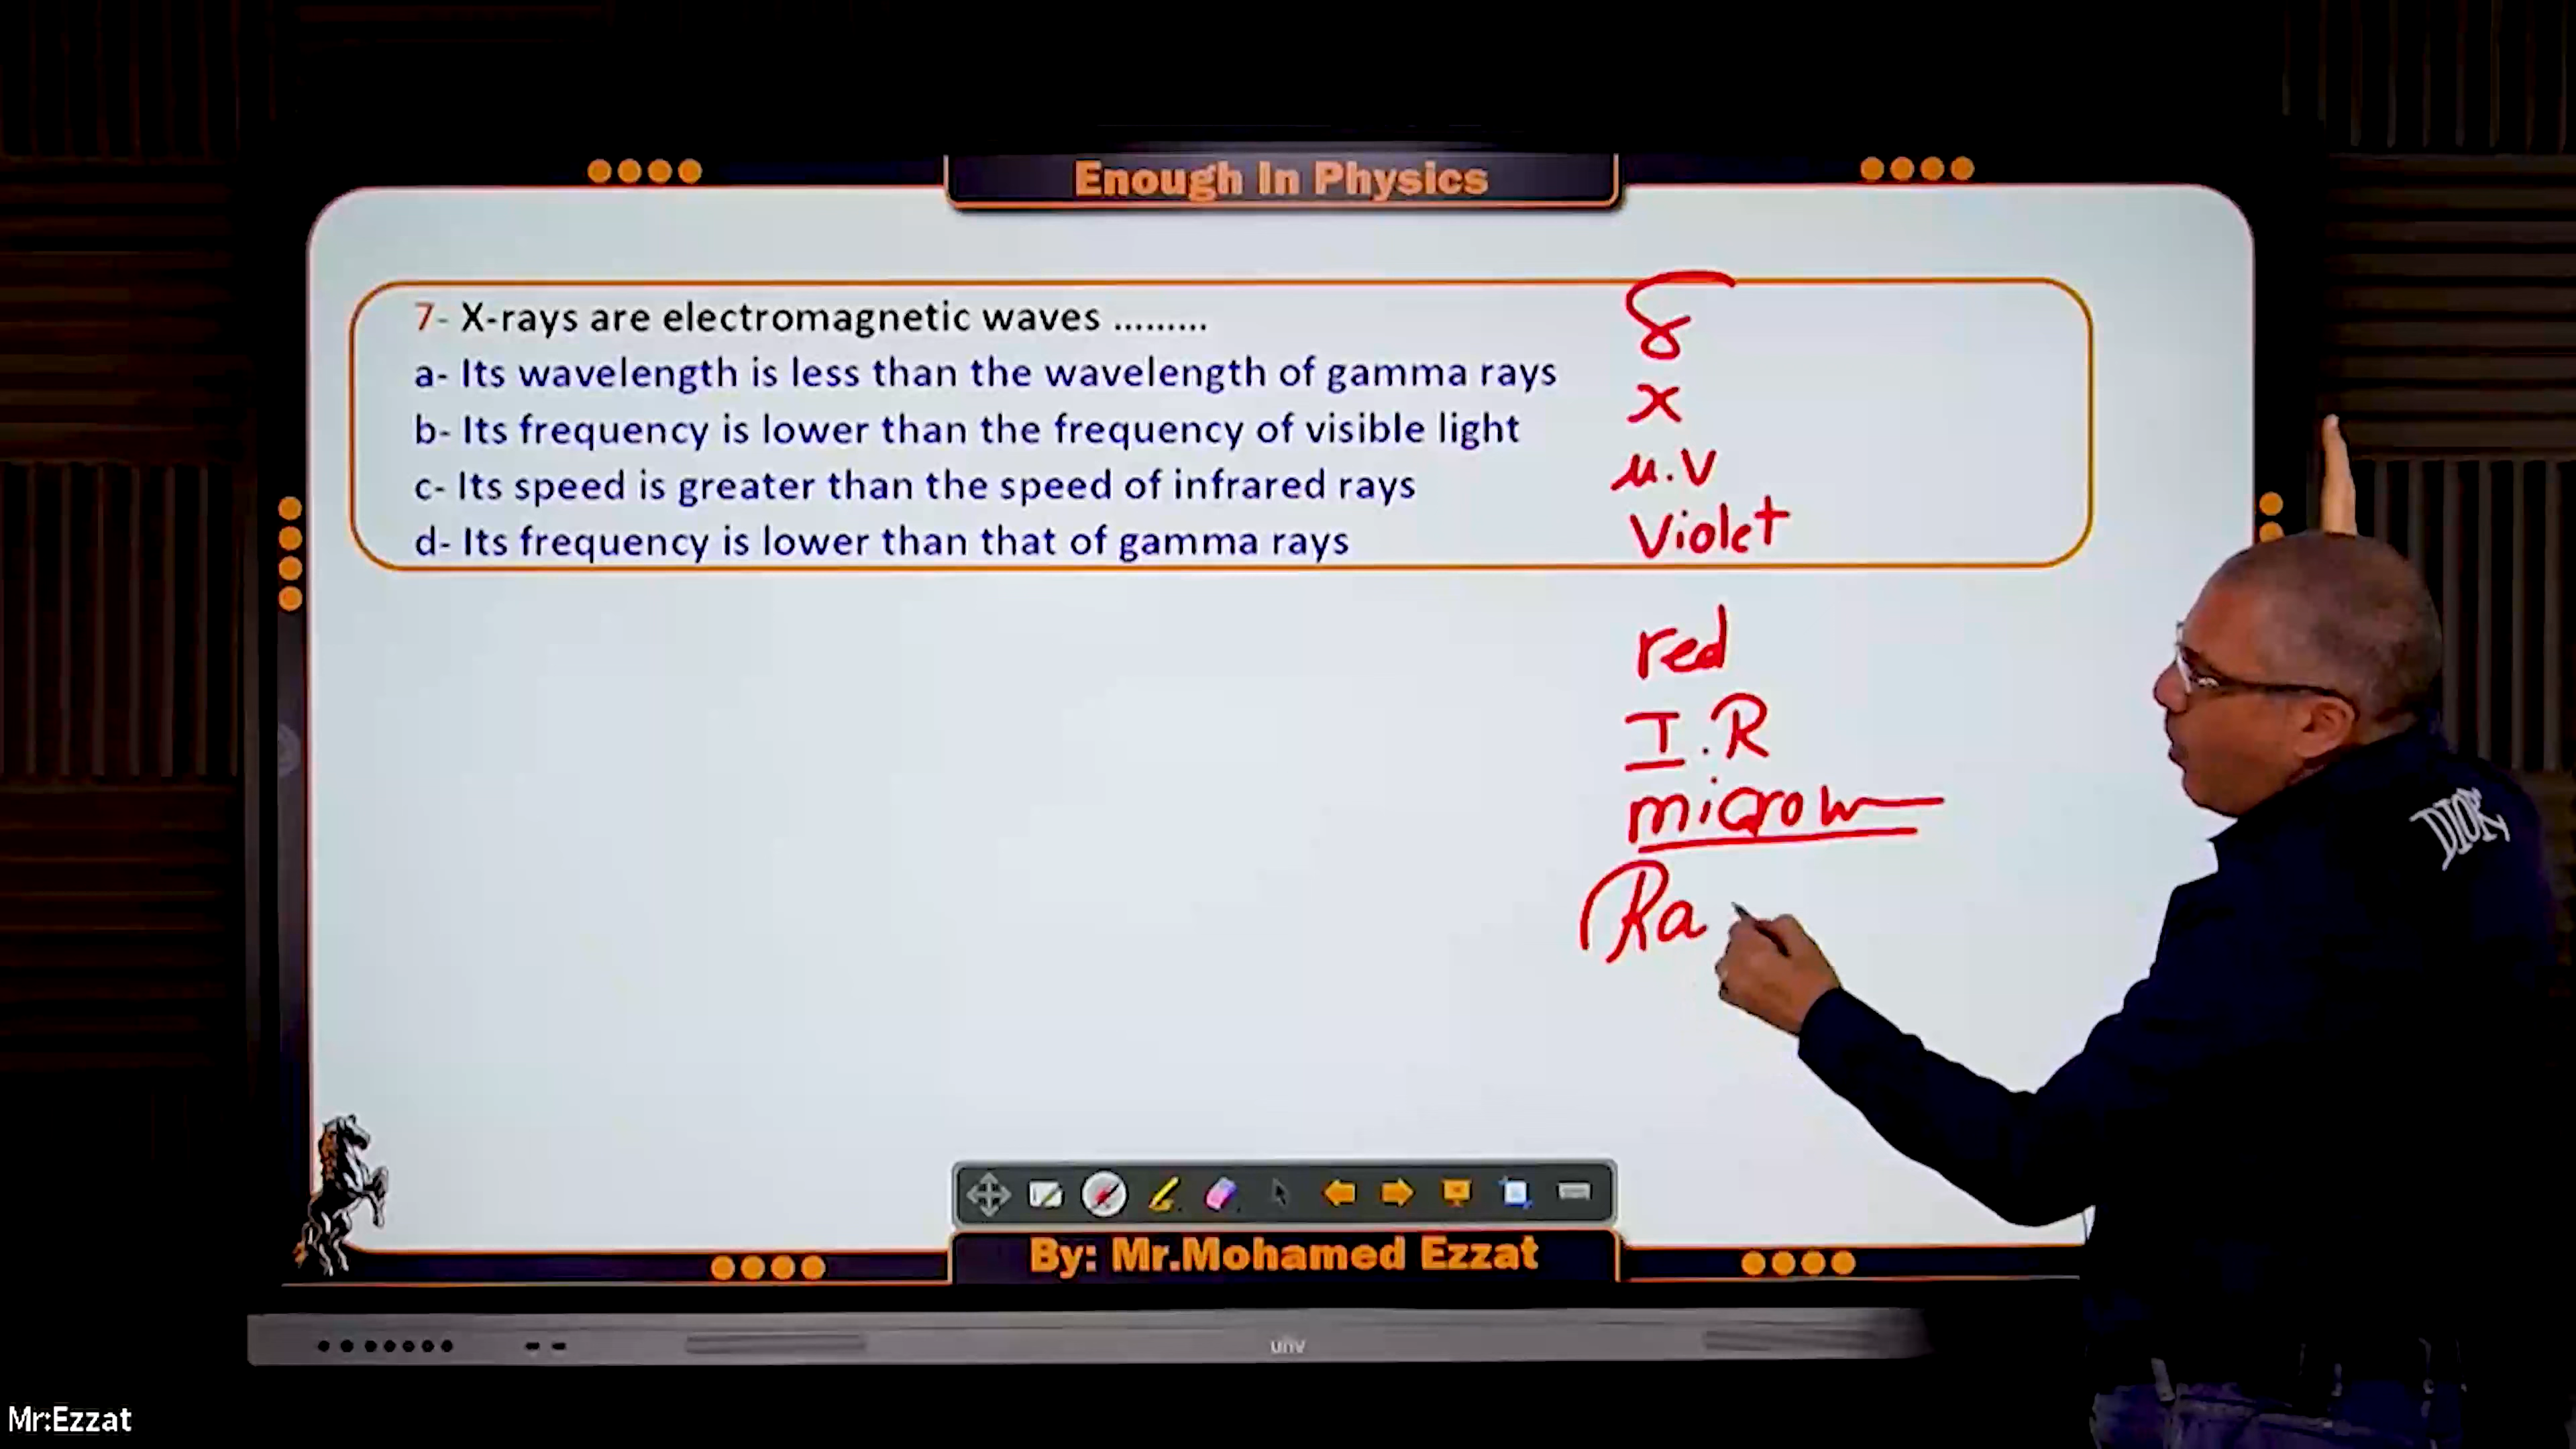 Enough In Physics
7- X-rays are electromagnetic waves .........
a- Its wavelength is less than the wavelength of gamma rays
b- Its frequency is lower than the frequency of visible light
c- Its speed is greater than the speed of infrared rays
d- Its frequency is lower than that of gamma rays
γ
x
u.V
Violet
red
I.R
microw
Ra
DIOR
By: Mr.Mohamed Ezzat
unv
Mr:Ezzat